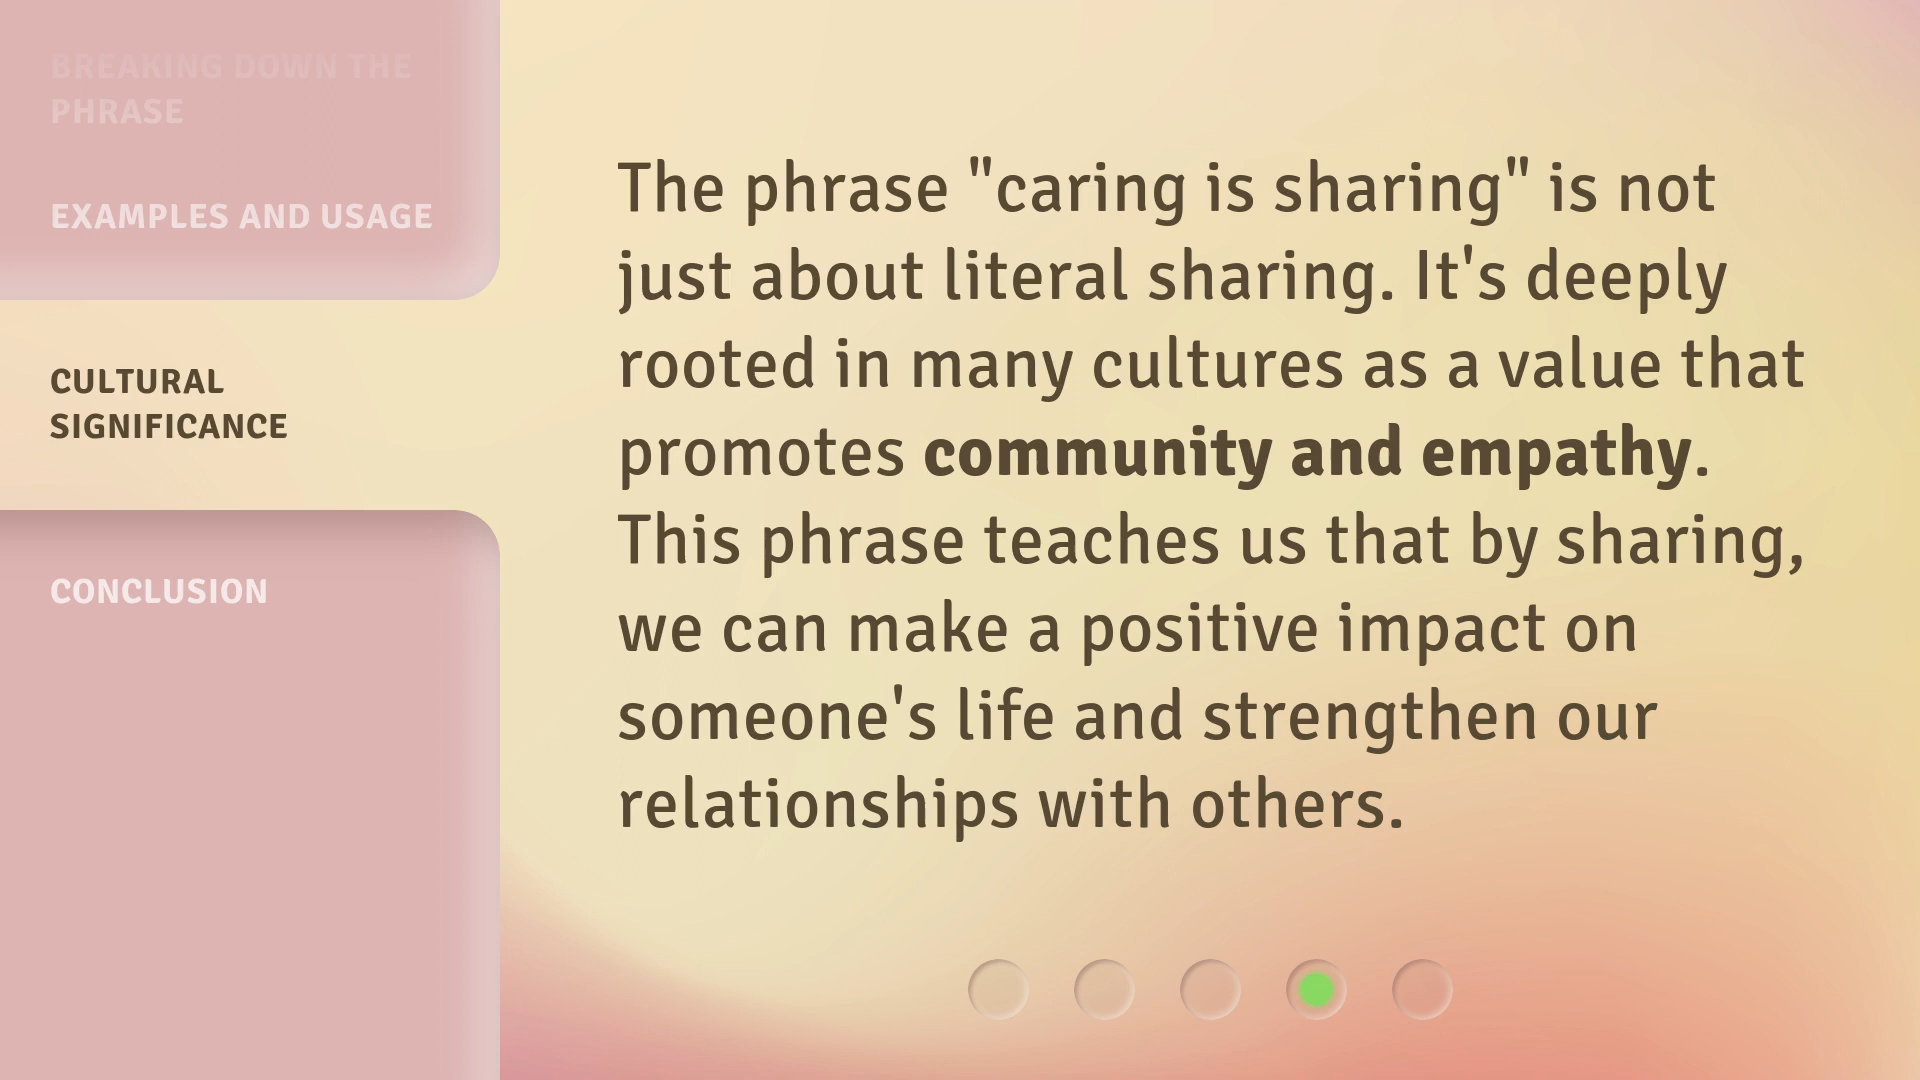 BREAKING DOWN THE
PHRASE
EXAMPLES AND USAGE
CULTURAL
SIGNIFICANCE
CONCLUSION
The phrase "caring is sharing" is not
just about literal sharing. It's deeply
rooted in many cultures as a value that
promotes community and empathy.
This phrase teaches us that by sharing,
we can make a positive impact on
someone's life and strengthen our
relationships with others.